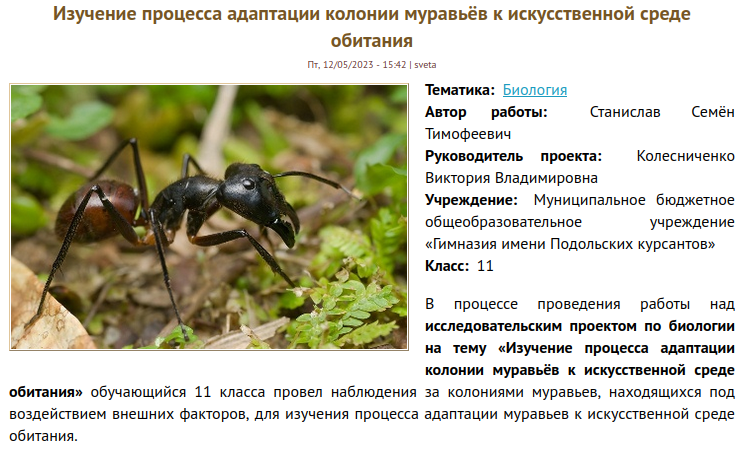 Изучение процесса адаптации колонии муравьёв к искусственной среде
обитания
Пт, 12/05/2023 - 15:42 | sveta
Тематика: Биология
Автор работы: Станислав Семён
Тимофеевич
Руководитель проекта: Колесниченко
Виктория Владимировна
Учреждение: Муниципальное бюджетное
общеобразовательное учреждение
«Гимназия имени Подольских курсантов»
Класс: 11
В процессе проведения работы над
исследовательским проектом по биологии
на тему «Изучение процесса адаптации
колонии муравьёв к искусственной среде
обитания» обучающийся 11 класса провел наблюдения за колониями муравьев, находящихся под
воздействием внешних факторов, для изучения процесса адаптации муравьев к искусственной среде
обитания.